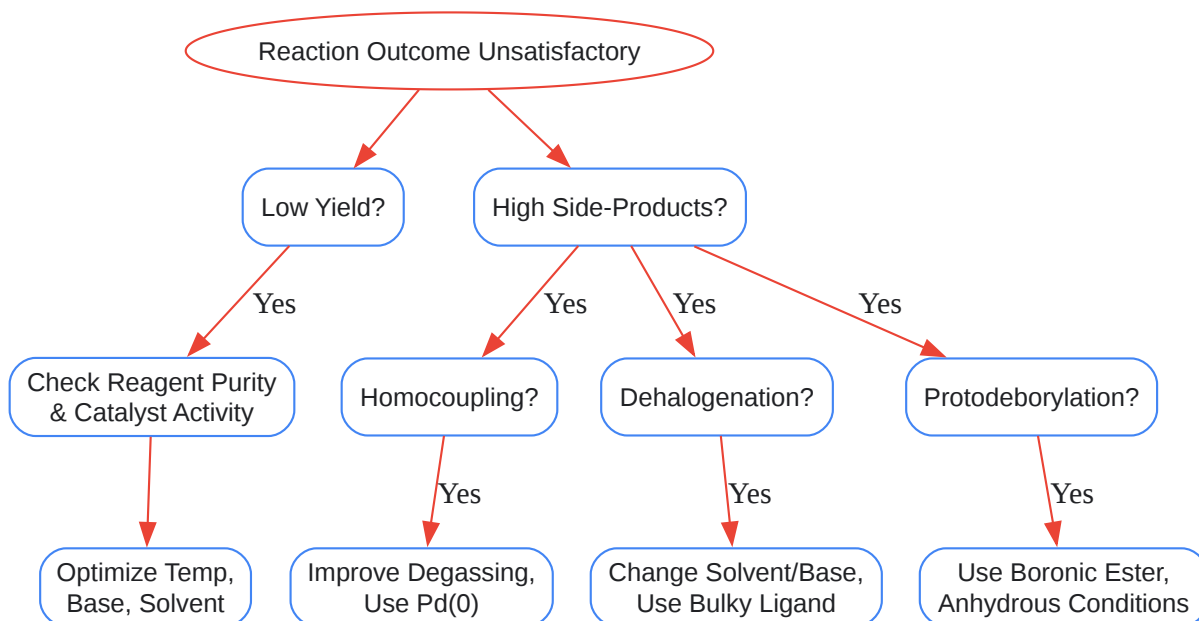 Reaction Outcome Unsatisfactory
Low Yield?
High Side-Products?
Yes
Yes
Yes
Yes
Check Reagent Purity
& Catalyst Activity
Homocoupling?
Dehalogenation?
Protodeborylation?
Yes
Yes
Yes
Optimize Temp,
Base, Solvent
Improve Degassing,
Use Pd(0)
Change Solvent/Base,
Use Bulky Ligand
Use Boronic Ester,
Anhydrous Conditions